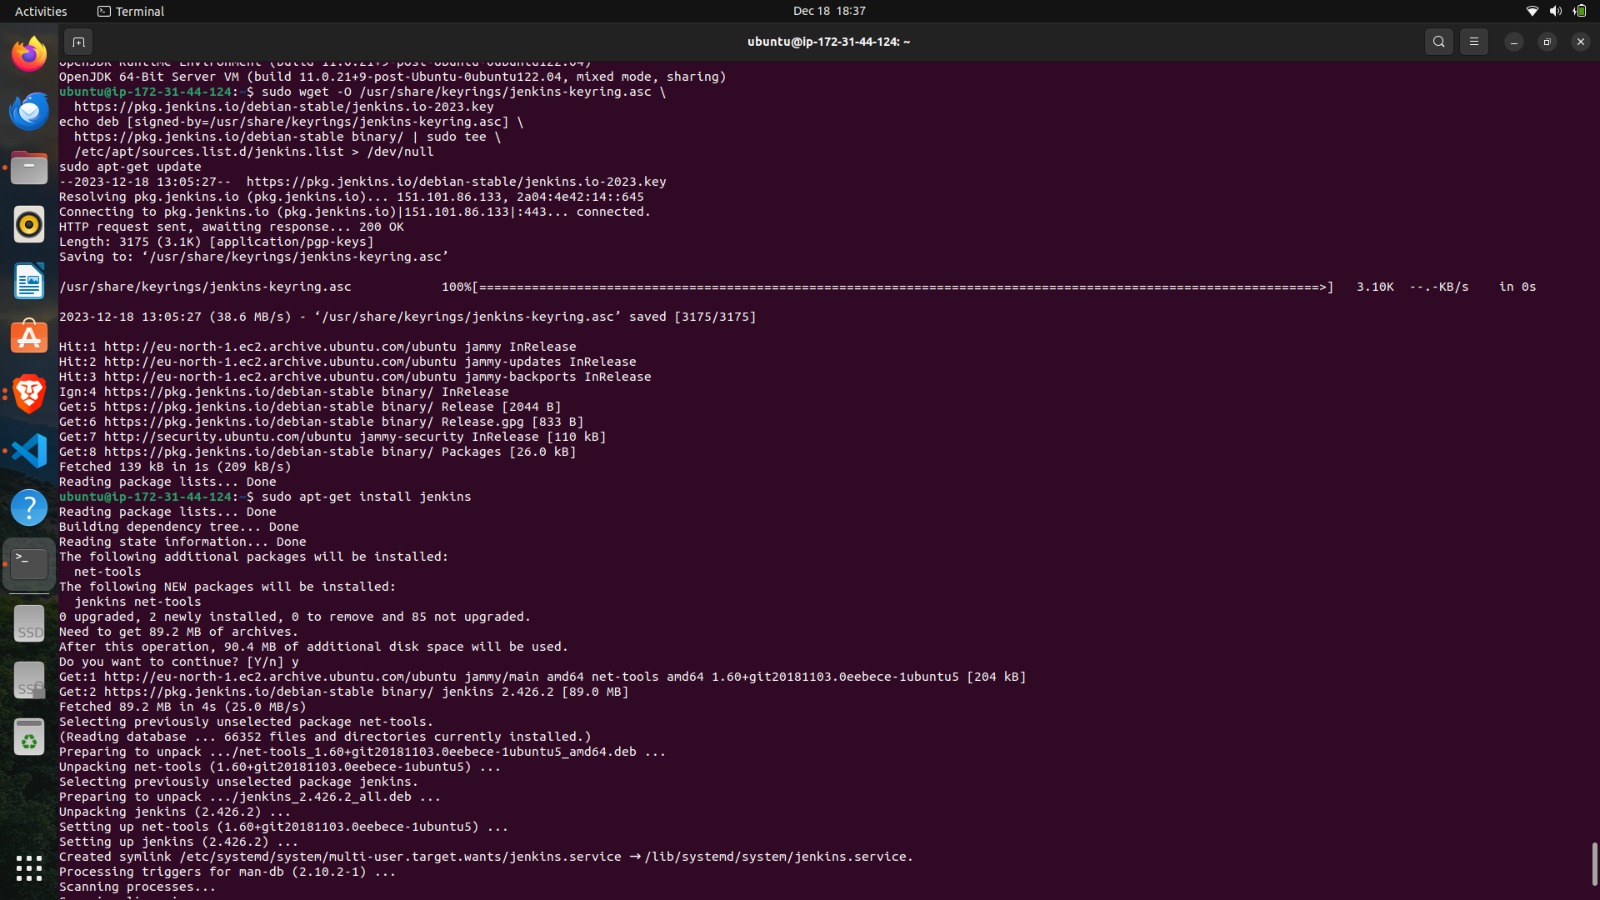 Activities
Terminal
Dec 18 18:37
ubuntu@ip-172-31-44-124: ~
OpenJDK Runtime Environment (build 11.0.21+9-post-Ubuntu-0ubuntu122.04)
OpenJDK 64-Bit Server VM (build 11.0.21+9-post-Ubuntu-0ubuntu122.04, mixed mode, sharing)
ubuntu@ip-172-31-44-124:~$ sudo wget -O /usr/share/keyrings/jenkins-keyring.asc \
  https://pkg.jenkins.io/debian-stable/jenkins.io-2023.key
echo deb [signed-by=/usr/share/keyrings/jenkins-keyring.asc] \
  https://pkg.jenkins.io/debian-stable binary/ | sudo tee \
  /etc/apt/sources.list.d/jenkins.list > /dev/null
sudo apt-get update
--2023-12-18 13:05:27--  https://pkg.jenkins.io/debian-stable/jenkins.io-2023.key
Resolving pkg.jenkins.io (pkg.jenkins.io)... 151.101.86.133, 2a04:4e42:14::645
Connecting to pkg.jenkins.io (pkg.jenkins.io)|151.101.86.133|:443... connected.
HTTP request sent, awaiting response... 200 OK
Length: 3175 (3.1K) [application/pgp-keys]
Saving to: ‘/usr/share/keyrings/jenkins-keyring.asc’
/usr/share/keyrings/jenkins-keyring.asc 100%[================================================================================================================>] 3.10K --.-KB/s in 0s
2023-12-18 13:05:27 (38.6 MB/s) - ‘/usr/share/keyrings/jenkins-keyring.asc’ saved [3175/3175]
Hit:1 http://eu-north-1.ec2.archive.ubuntu.com/ubuntu jammy InRelease
Hit:2 http://eu-north-1.ec2.archive.ubuntu.com/ubuntu jammy-updates InRelease
Hit:3 http://eu-north-1.ec2.archive.ubuntu.com/ubuntu jammy-backports InRelease
Ign:4 https://pkg.jenkins.io/debian-stable binary/ InRelease
Get:5 https://pkg.jenkins.io/debian-stable binary/ Release [2044 B]
Get:6 https://pkg.jenkins.io/debian-stable binary/ Release.gpg [833 B]
Get:7 http://security.ubuntu.com/ubuntu jammy-security InRelease [110 kB]
Get:8 https://pkg.jenkins.io/debian-stable binary/ Packages [26.0 kB]
Fetched 139 kB in 1s (209 kB/s)
Reading package lists... Done
ubuntu@ip-172-31-44-124:~$ sudo apt-get install jenkins
Reading package lists... Done
Building dependency tree... Done
Reading state information... Done
The following additional packages will be installed:
  net-tools
The following NEW packages will be installed:
  jenkins net-tools
0 upgraded, 2 newly installed, 0 to remove and 85 not upgraded.
Need to get 89.2 MB of archives.
After this operation, 90.4 MB of additional disk space will be used.
Do you want to continue? [Y/n] y
Get:1 http://eu-north-1.ec2.archive.ubuntu.com/ubuntu jammy/main amd64 net-tools amd64 1.60+git20181103.0eebece-1ubuntu5 [204 kB]
Get:2 https://pkg.jenkins.io/debian-stable binary/ jenkins 2.426.2 [89.0 MB]
Fetched 89.2 MB in 4s (25.0 MB/s)
Selecting previously unselected package net-tools.
(Reading database ... 66352 files and directories currently installed.)
Preparing to unpack .../net-tools_1.60+git20181103.0eebece-1ubuntu5_amd64.deb ...
Unpacking net-tools (1.60+git20181103.0eebece-1ubuntu5) ...
Selecting previously unselected package jenkins.
Preparing to unpack .../jenkins_2.426.2_all.deb ...
Unpacking jenkins (2.426.2) ...
Setting up net-tools (1.60+git20181103.0eebece-1ubuntu5) ...
Setting up jenkins (2.426.2) ...
Created symlink /etc/systemd/system/multi-user.target.wants/jenkins.service → /lib/systemd/system/jenkins.service.
Processing triggers for man-db (2.10.2-1) ...
Scanning processes...
SSD